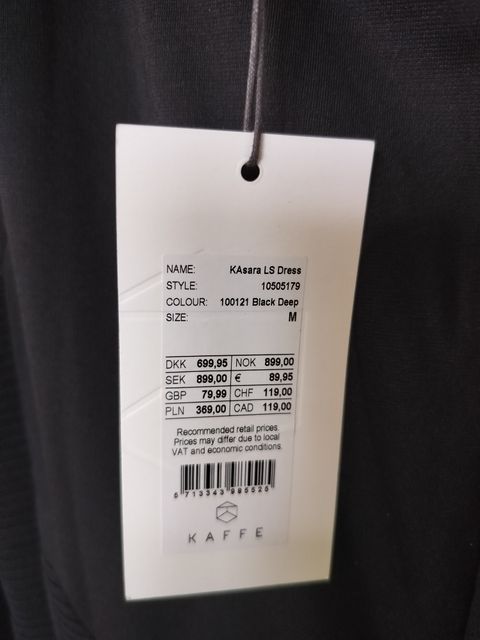 NAME: KAsara LS Dress
STYLE: 10505179
COLOUR: 100121 Black Deep
SIZE: M
DKK 699,95 NOK 899,00
SEK 899,00 € 89,95
GBP 79,99 CHF 119,00
PLN 369,00 CAD 119,00
Recommended retail prices.
Prices may differ due to local
VAT and economic conditions.
5 713343 985525
KAFFE